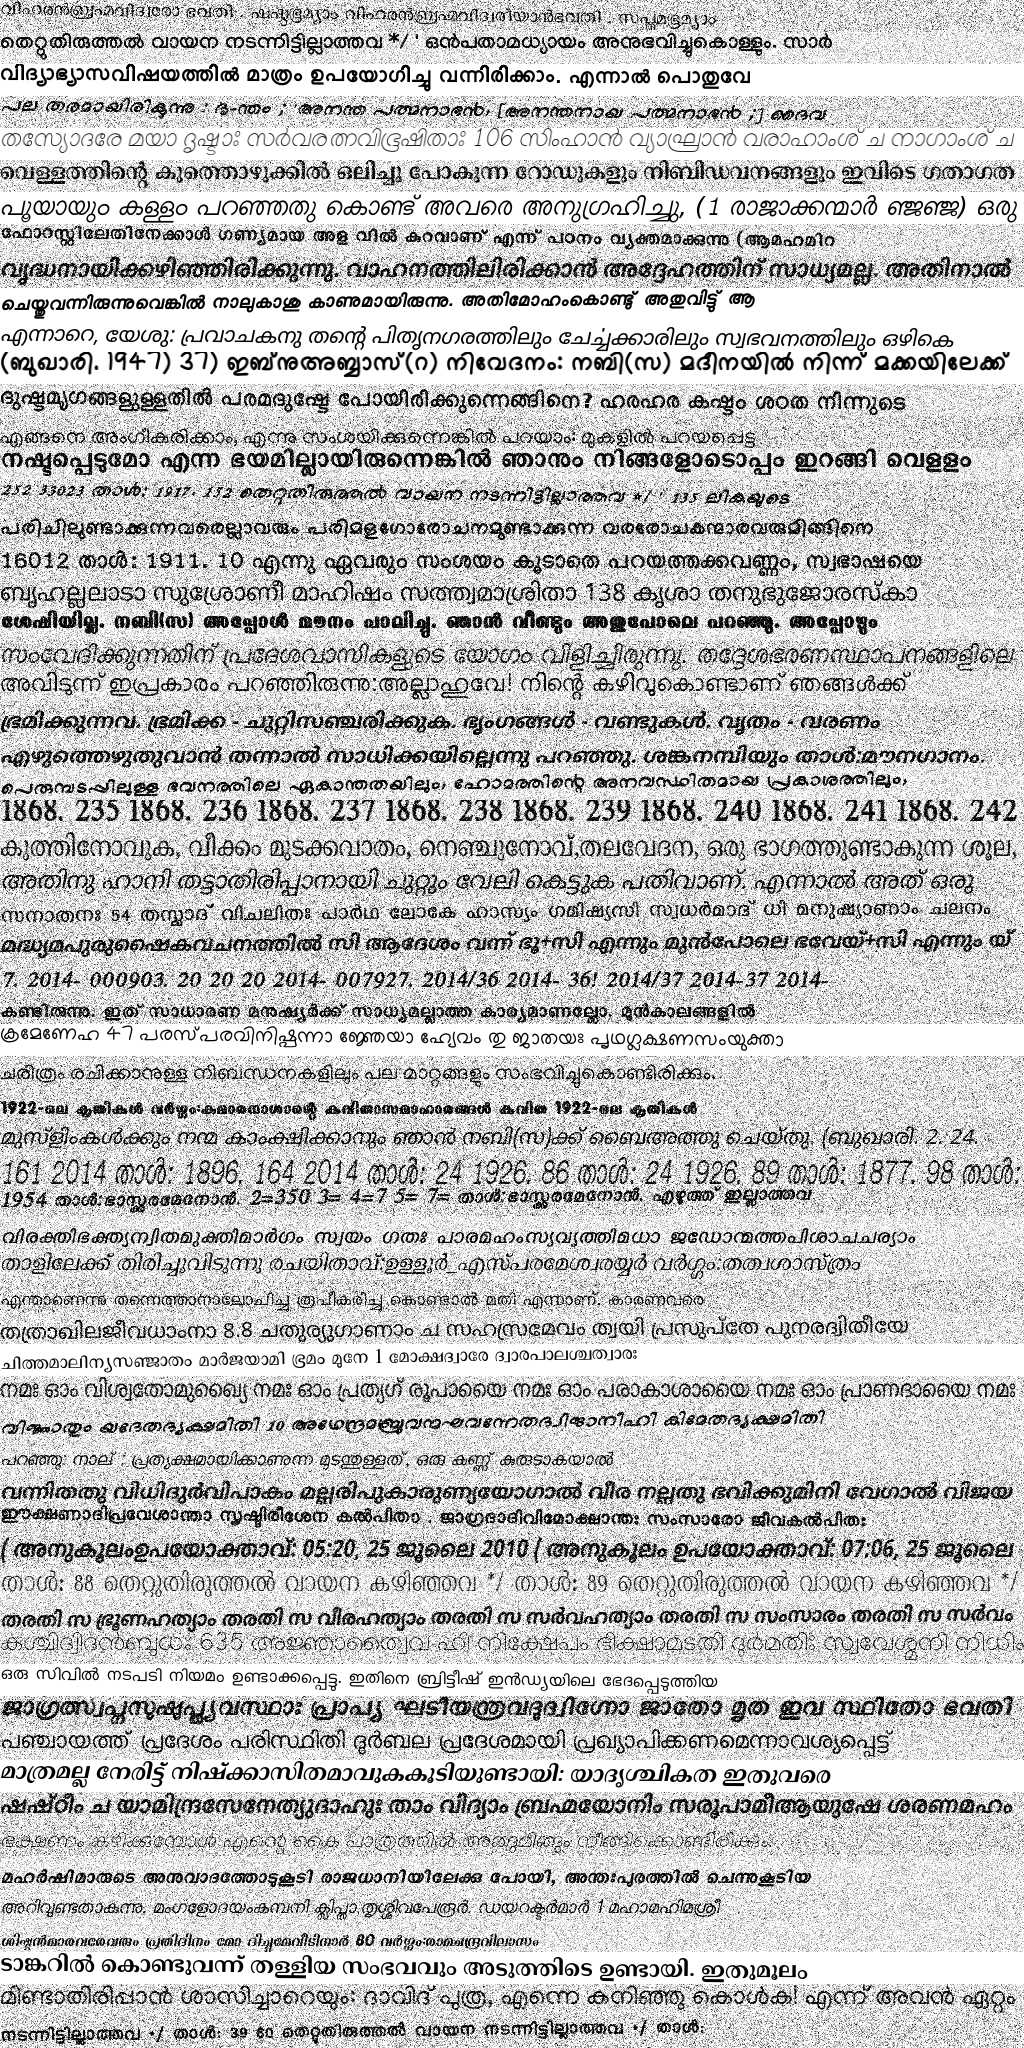 വിഹരൻബ്രഹ്മവിദ്വരോ ഭവതി . ഷഷ്ഠഭൂമ്യാം വിഹരൻബ്രഹ്മവിദ്വരീയാൻഭവതി . സപ്തമഭൂമ്യാം
തെറ്റുതിരുത്തൽ വായന നടന്നിട്ടില്ലാത്തവ */ ' ഒൻപതാമധ്യായം അനുഭവിച്ചുകൊള്ളും. സാർ
വിദ്യാഭ്യാസവിഷയത്തിൽ മാത്രം ഉപയോഗിച്ചു വന്നിരിക്കാം. എന്നാൽ പൊതുവേ
പല തരമായിരിക്കുന്നു : ദൃ-ന്തം ; 'അനന്ത പത്മനാഭൻ, [അനന്തനായ പത്മനാഭൻ ;] ദൈവ
തസ്യോദരേ മയാ ദൃഷ്ടാഃ സർവരത്നവിഭൂഷിതാഃ 106 സിംഹാൻ വ്യാഘ്രാൻ വരാഹാംശ് ച നാഗാംശ് ച
വെള്ളത്തിന്റെ കുത്തൊഴുക്കിൽ ഒലിച്ചു പോകുന്ന റോഡുകളും നിബിഡവനങ്ങളും ഇവിടെ ഗതാഗത
പൂയായും കള്ളം പറഞ്ഞതു കൊണ്ട് അവരെ അനുഗ്രഹിച്ചു, (1 രാജാക്കന്മാർ ഞ്ജഞ്ജ) ഒരു
ഫോറസ്റ്റിലേതിനേക്കാൾ ഗണ്യമായ അള വിൽ കുറവാണ് എന്ന് പഠനം വ്യക്തമാക്കുന്നു (ആമഹമിറ
വൃദ്ധനായിക്കഴിഞ്ഞിരിക്കുന്നു. വാഹനത്തിലിരിക്കാൻ അദ്ദേഹത്തിന് സാധ്യമല്ല. അതിനാൽ
ചെയ്തുവന്നിരുന്നുവെങ്കിൽ നാലുകാശു കാണുമായിരുന്നു. അതിമോഹംകൊണ്ടു് അതുവിട്ടു് ആ
എന്നാറെ, യേശു: പ്രവാചകനു തന്റെ പിതൃനഗരത്തിലും ചേൎച്ചക്കാരിലും സ്വഭവനത്തിലും ഒഴികെ
(ബുഖാരി. 1947) 37) ഇബ്നുഅബ്ബാസ്(റ) നിവേദനം: നബി(സ) മദീനയിൽ നിന്ന് മക്കയിലേക്ക്
ദുഷ്ടമൃഗങ്ങളുള്ളതിൽ പരമദുഷ്ടേ പോയിരിക്കുന്നെങ്ങിനെ? ഹരഹര കഷ്ടം ശഠത നിന്നുടെ
എങ്ങനെ അംഗീകരിക്കാം, എന്നു സംശയിക്കുന്നെങ്കിൽ പറയാം: മുകളിൽ പറയപ്പെട്ട
നഷ്ടപ്പെടുമോ എന്ന ഭയമില്ലായിരുന്നെങ്കിൽ ഞാനും നിങ്ങളോടൊപ്പം ഇറങ്ങി വെള്ളം
252 33023 താൾ: 1917. 152 തെറ്റുതിരുത്തൽ വായന നടന്നിട്ടില്ലാത്തവ */ ' 135 ലികയുടെ
പരിചിലുണ്ടാക്കുന്നവരെല്ലാവരും പരിമളഗോരോചനമുണ്ടാക്കുന്ന വരരോചകന്മാരവരുമിങ്ങിനെ
16012 താൾ: 1911. 10 എന്നു ഏവരും സംശയം കൂടാതെ പറയത്തക്കവണ്ണം, സ്വഭാഷയെ
ബൃഹല്ലലാടാ സുശ്രോണീ മാഹിഷം സത്ത്വമാശ്രിതാ 138 കൃശാ തനുഭുജോരസ്കാ
ശേഷിയില്ല. നബി(സ) അപ്പോൾ മൗനം പാലിച്ചു. ഞാൻ വീണ്ടും അതുപോലെ പറഞ്ഞു. അപ്പോഴും
സംവേദിക്കുന്നതിന് പ്രദേശവാസികളുടെ യോഗം വിളിച്ചിരുന്നു. തദ്ദേശഭരണസ്ഥാപനങ്ങളിലെ
അവിടുന്ന് ഇപ്രകാരം പറഞ്ഞിരുന്നു:അല്ലാഹുവേ! നിന്റെ കഴിവുകൊണ്ടാണ് ഞങ്ങൾക്ക്
ഭ്രമിക്കുന്നവ. ഭ്രമിക്ക - ചുറ്റിസഞ്ചരിക്കുക. ഭൃംഗങ്ങൾ - വണ്ടുകൾ. വൃതം - വരണം
എഴുത്തെഴുതുവാൻ തന്നാൽ സാധിക്കയില്ലെന്നു പറഞ്ഞു. ശങ്കനമ്പിയും താൾ:മൗനഗാനം.
പെരുമ്പടപ്പിലുള്ള ഭവനത്തിലെ ഏകാന്തതയിലും, ഹോമത്തിന്റെ അനവസ്ഥിതമായ പ്രകാശത്തിലും,
1868. 235 1868. 236 1868. 237 1868. 238 1868. 239 1868. 240 1868. 241 1868. 242
കുത്തിനോവുക, വീക്കം മുടക്കവാതം, നെഞ്ചുനോവ്,തലവേദന, ഒരു ഭാഗത്തുണ്ടാകുന്ന ശൂല,
അതിനു ഹാനി തട്ടാതിരിപ്പാനായി ചുറ്റും വേലി കെട്ടുക പതിവാണ്. എന്നാൽ അത് ഒരു
സനാതനഃ 54 തസ്മാദ് വിചലിതഃ പാർഥ ലോകേ ഹാസ്യം ഗമിഷ്യസി സ്വധർമാദ് ധി മനുഷ്യാണാം ചലനം
മദ്ധ്യമപുരുഷൈകവചനത്തിൽ സി ആദേശം വന്ന് ഭൂ+സി എന്നും മുൻപോലെ ഭവേയ്+സി എന്നും യ്
7. 2014- 000903. 20 20 20 2014- 007927. 2014/36 2014- 36! 2014/37 2014-37 2014-
കണ്ടിരുന്നു. ഇത് സാധാരണ മനുഷ്യർക്ക് സാധ്യമല്ലാത്ത കാര്യമാണല്ലോ. മുൻകാലങ്ങളിൽ
ക്രമേണേഹ 47 പരസ്പരവിനിഷ്പന്നാ ജ്ഞേയാ ഹ്യേവം തു ജാതയഃ പൃഥഗ്ലക്ഷണസംയുക്താ
ചരിത്രം രചിക്കാനുള്ള നിബന്ധനകളിലും പല മാറ്റങ്ങളും സംഭവിച്ചുകൊണ്ടിരിക്കും.
1922-ലെ കൃതികൾ വർഗ്ഗം:കുമാരനാശാന്റെ കവിതാസമാഹാരങ്ങൾ കവിത 1922-ലെ കൃതികൾ
മുസ്ളിംകൾക്കും നന്മ കാംക്ഷിക്കാനും ഞാൻ നബി(സ)ക്ക് ബൈഅത്തു ചെയ്തു. (ബുഖാരി. 2. 24.
161 2014 താൾ: 1896. 164 2014 താൾ: 24 1926. 86 താൾ: 24 1926. 89 താൾ: 1877. 98 താൾ:
1954 താൾ:ഭാസ്ക്കരമേനോൻ. 2=350 3= 4=7 5= 7= താൾ:ഭാസ്ക്കരമേനോൻ. എഴുത്ത് ഇല്ലാത്തവ
വിരക്തിഭക്ത്യന്വിതമുക്തിമാർഗം സ്വയം ഗതഃ പാരമഹംസ്യവൃത്തിമധാ ജഡോന്മത്തപിശാചചര്യാം
താളിലേക്ക് തിരിച്ചുവിടുന്നു രചയിതാവ്:ഉള്ളൂർ_എസ്പരമേശ്വരയ്യർ വർഗ്ഗം:തത്വശാസ്ത്രം
എന്താണെന്നു തന്നെത്താനാലോചിച്ചു രൂപീകരിച്ചു കൊണ്ടാൽ മതി എന്നാണ്. കാരണവരെ
തത്രാഖിലജീവധാംനാ 8.8 ചതുര്യുഗാണാം ച സഹസ്രമേവം ത്വയി പ്രസുപ്തേ പുനരദ്വിതീയേ
ചിത്തമാലിന്യസഞ്ജാതം മാർജയാമി ഭ്രമം മുനേ 1 മോക്ഷദ്വാരേ ദ്വാരപാലശ്ചത്വാരഃ
നമഃ ഓം വിശ്വതോമുഖ്യൈ നമഃ ഓം പ്രത്യഗ് രൂപായൈ നമഃ ഓം പരാകാശായൈ നമഃ ഓം പ്രാണദായൈ നമഃ
വിജ്ഞാതും യദേതദ്യക്ഷമിതി 10 അഥേന്ദ്രമബ്രുവന്മഘവന്നേതദ്വിജാനീഹി കിമേതദ്യക്ഷമിതി
പറഞ്ഞു: നാല് : പ്രത്യക്ഷമായിക്കാണുന്ന മുടന്തുള്ളത്, ഒരു കണ്ണ് കുരുടാകയാൽ
വന്നിതതു വിധിദുർവിപാകം മല്ലരിപുകാരുണ്യയോഗാൽ വീര നല്ലതു ഭവിക്കുമിനി വേഗാൽ വിജയ
ഈക്ഷണാദിപ്രവേശാന്താ സൃഷ്ടിരീശേന കൽപിതാ . ജാഗ്രദാദിവിമോക്ഷാന്തഃ സംസാരോ ജീവകൽപിതഃ
( അനുകൂലംഉപയോക്താവ്: 05:20, 25 ജൂലൈ 2010 ( അനുകൂലം ഉപയോക്താവ്: 07:06, 25 ജൂലൈ
താൾ: 88 തെറ്റുതിരുത്തൽ വായന കഴിഞ്ഞവ */ താൾ: 89 തെറ്റുതിരുത്തൽ വായന കഴിഞ്ഞവ */
തരതി സ ഭ്രൂണഹത്യാം തരതി സ വീരഹത്യാം തരതി സ സർവഹത്യാം തരതി സ സംസാരം തരതി സ സർവം
കശ്ചിദ്വിദൻബുധഃ 635 അജ്ഞാതൈവ ഹി നിക്ഷേപം ഭിക്ഷാമടതി ദുർമതിഃ സ്വവേശ്മനി നിധിം
ഒരു സിവിൽ നടപടി നിയമം ഉണ്ടാക്കപ്പെട്ടു. ഇതിനെ ബ്രിട്ടീഷ് ഇൻഡ്യയിലെ ഭേദപ്പെടുത്തിയ
ജാഗ്രത്സ്വപ്നസുഷുപ്ത്യവസ്ഥാഃ പ്രാപ്യ ഘടീയന്ത്രവദുദ്വിഗ്നോ ജാതോ മൃത ഇവ സ്ഥിതോ ഭവതി
പഞ്ചായത്ത് പ്രദേശം പരിസ്ഥിതി ദുർബല പ്രദേശമായി പ്രഖ്യാപിക്കണമെന്നാവശ്യപ്പെട്ട്
മാത്രമല്ല നേരിട്ട് നിഷ്ക്കാസിതമാവുകകൂടിയുണ്ടായി: യാദൃശ്ചികത ഇതുവരെ
ഷഷ്ഠീം ച യാമിന്ദ്രസേനേത്യുദാഹുഃ താം വിദ്യാം ബ്രഹ്മയോനിം സരൂപാമീആയുഷേ ശരണമഹം
ഭക്ഷണം കഴിക്കുമ്പോൾ എന്റെ കൈ പാത്രത്തിൽ അങ്ങുമിങ്ങും നീങ്ങിക്കൊണ്ടിരിക്കും.
മഹർഷിമാരുടെ അനുവാദത്തോടുകൂടി രാജധാനിയിലേക്കു പോയി, അന്തഃപുരത്തിൽ ചെന്നുകൂടിയ
അറിവുണ്ടതാകുന്നു. മംഗളോദയംകമ്പനി ക്ലിപ്തം,തൃശ്ശിവപേരൂർ. ഡയറക്ടർമാർ 1 മഹാമഹിമശ്രീ
ശിഷ്യൻമാരവരേവരും പ്രതിദിനം 80 വർഗ്ഗം:രാമചന്ദ്രവിലാസം
ടാങ്കറിൽ കൊണ്ടുവന്ന് തള്ളിയ സംഭവവും അടുത്തിടെ ഉണ്ടായി. ഇതുമൂലം
മിണ്ടാതിരിപ്പാൻ ശാസിച്ചാറെയും: ദാവിദ് പുത്ര, എന്നെ കനിഞ്ഞു കൊൾക! എന്ന് അവൻ ഏറ്റം
നടന്നിട്ടില്ലാത്തവ */ താൾ: 39 60 തെറ്റുതിരുത്തൽ വായന നടന്നിട്ടില്ലാത്തവ */ താൾ: